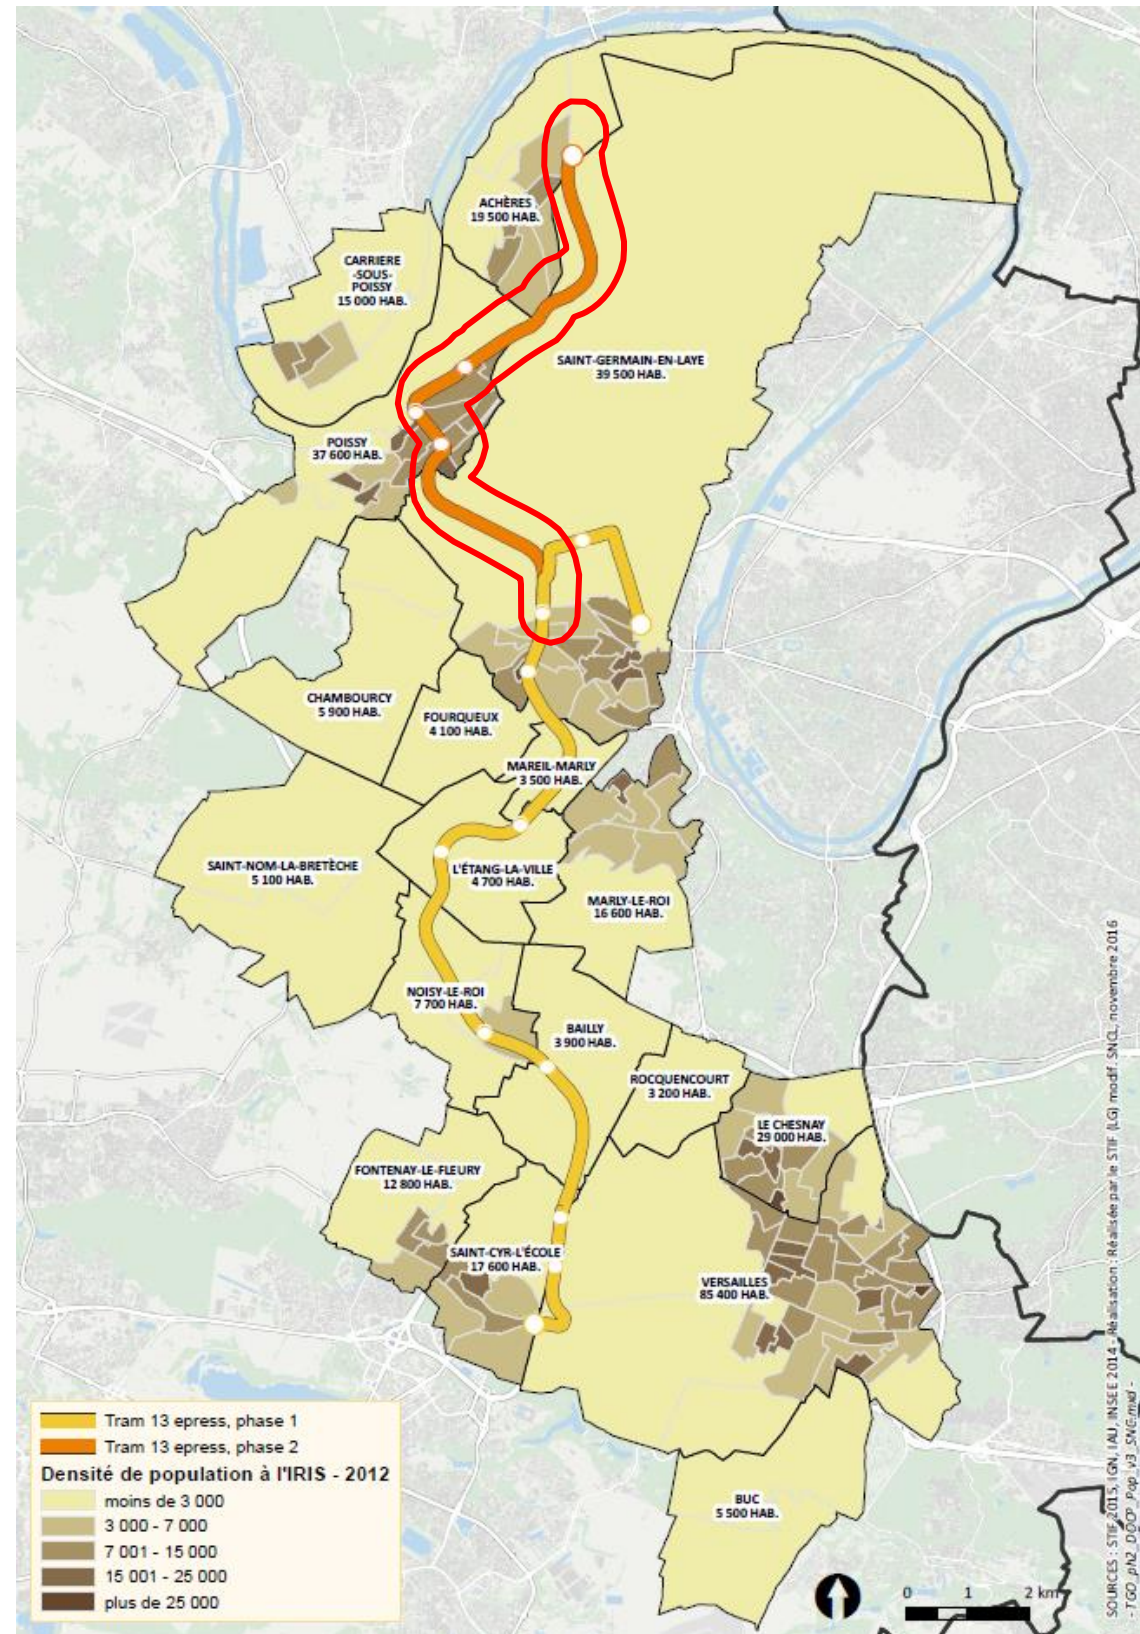 ACHÈRES
19 500 HAB.
CARRIERE
-SOUS-
POISSY
15 000 HAB.
SAINT-GERMAIN-EN-LAYE
39 500 HAB.
POISSY
37 600 HAB.
CHAMBOURCY
5 900 HAB.
FOURQUEUX
4 100 HAB.
MAREIL-MARLY
3 500 HAB.
SAINT-NOM-LA-BRETÈCHE
5 100 HAB.
L'ÉTANG-LA-VILLE
4 700 HAB.
MARLY-LE-ROI
16 600 HAB.
NOISY-LE-ROI
7 700 HAB.
BAILLY
3 900 HAB.
ROCQUENCOURT
3 200 HAB.
LE CHESNAY
29 000 HAB.
FONTENAY-LE-FLEURY
12 800 HAB.
SAINT-CYR-L'ÉCOLE
17 600 HAB.
VERSAILLES
85 400 HAB.
BUC
5 500 HAB.
Tram 13 epress, phase 1
Tram 13 epress, phase 2
Densité de population à l'IRIS - 2012
moins de 3 000
3 000 - 7 000
7 001 - 15 000
15 001 - 25 000
plus de 25 000
0 1 2 km
SOURCES : STIF 2015, IGN, IAU, INSEE 2014 - Réalisation : Réalisée par le STIF (LG) modif. SNCL, novembre 2016
- TGO_ph2_DOCP_Pop_v3_SNC.mxd -